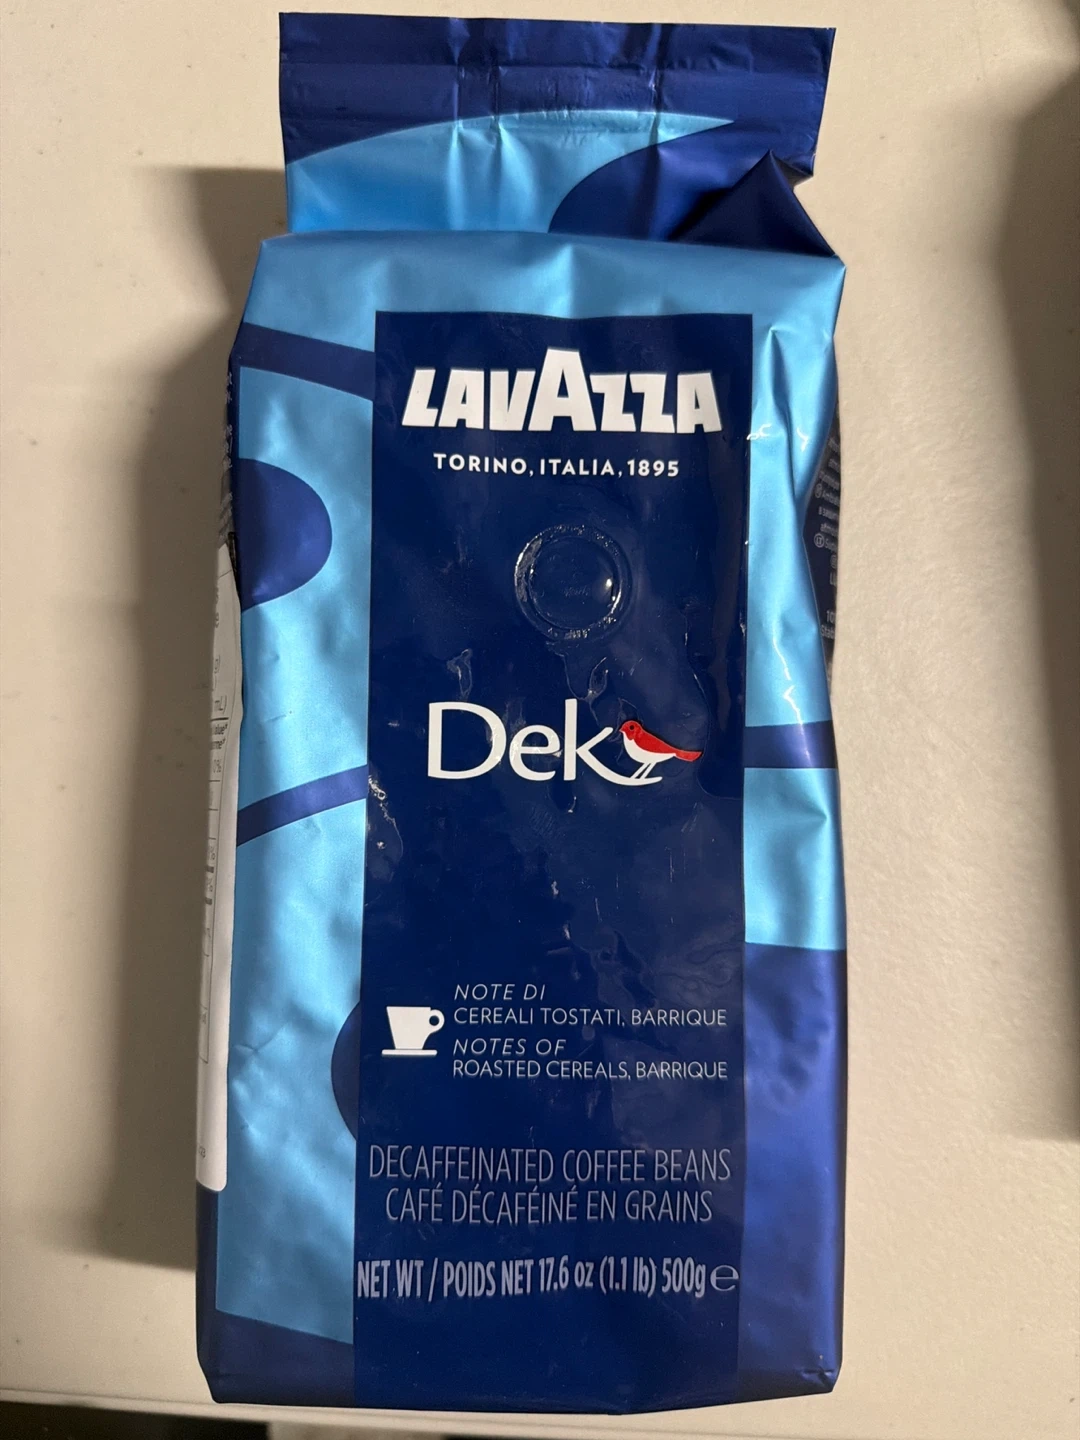 LAVAZZA
TORINO, ITALIA, 1895
Dek
NOTE DI
CEREALI TOSTATI, BARRIQUE
NOTES OF
ROASTED CEREALS, BARRIQUE
DECAFFEINATED COFFEE BEANS
CAFÉ DÉCAFÉINÉ EN GRAINS
NET WT / POIDS NET 17.6 oz (1.1 lb) 500g ℮